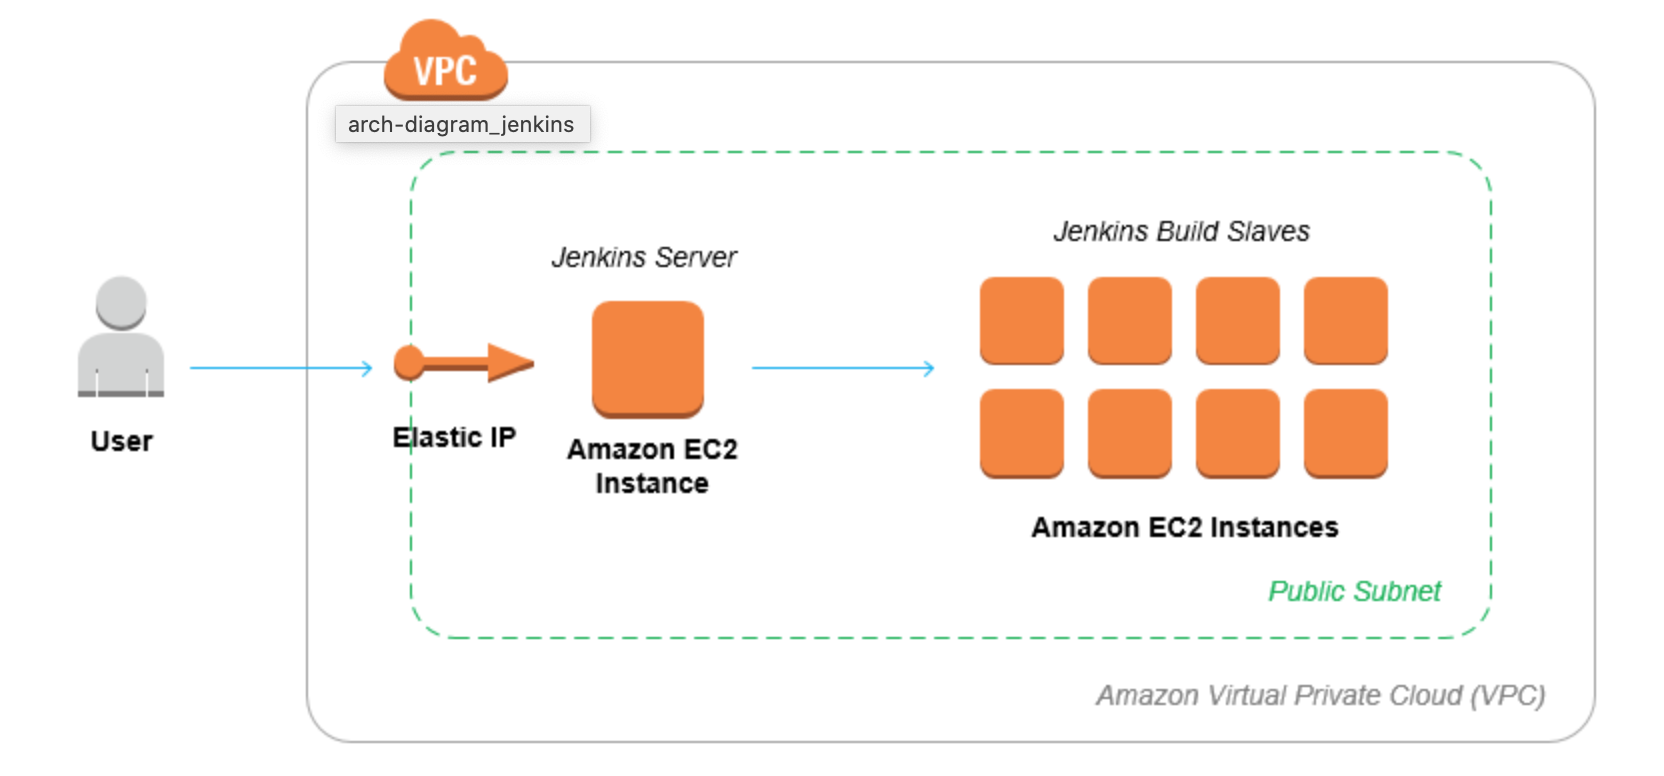 VPC
arch-diagram_jenkins
Jenkins Server
Jenkins Build Slaves
User
Elastic IP
Amazon EC2
Instance
Amazon EC2 Instances
Public Subnet
Amazon Virtual Private Cloud (VPC)